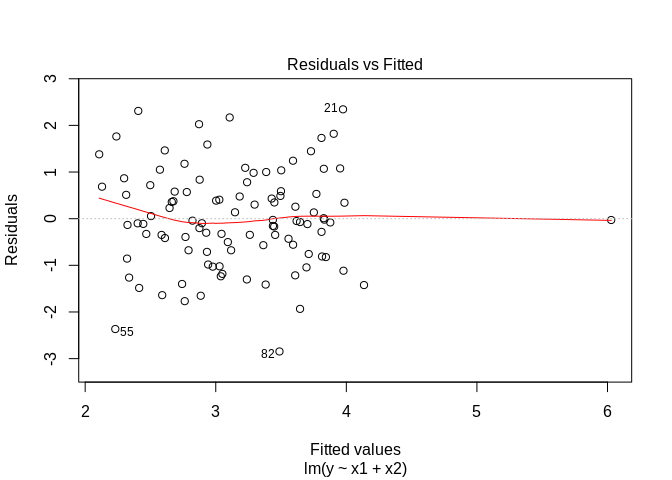 Residuals vs Fitted
Residuals
3
2
1
0
-1
-2
-3
21
55
82
2 3 4 5 6
Fitted values
lm(y ~ x1 + x2)